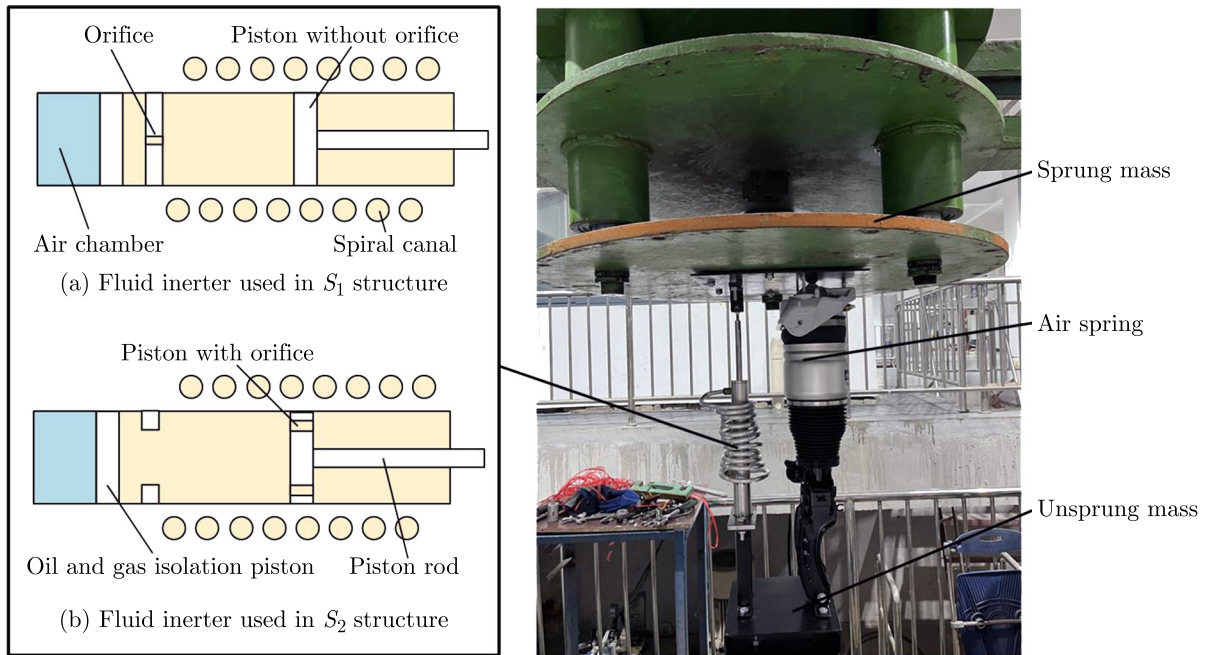 Orifice
Piston without orifice
Air chamber
Spiral canal
(a) Fluid inerter used in S₁ structure
Piston with orifice
Oil and gas isolation piston
Piston rod
(b) Fluid inerter used in S₂ structure
Sprung mass
Air spring
Unsprung mass